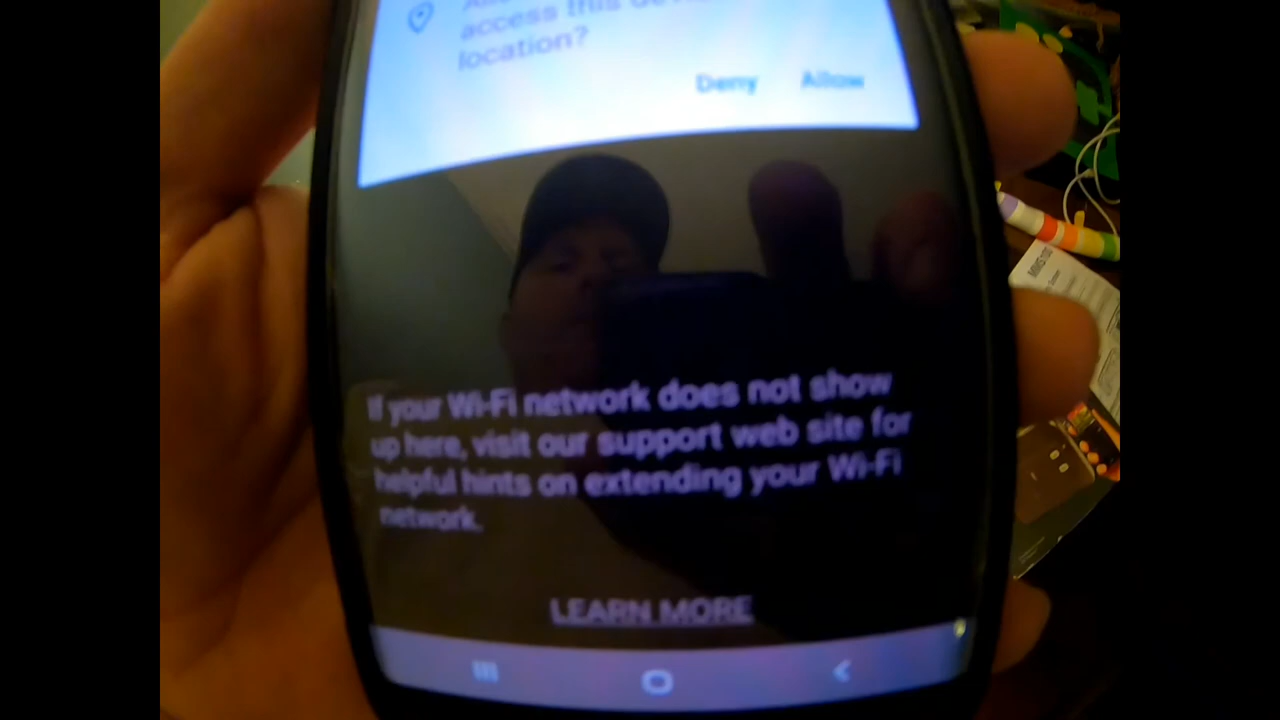 access this
location?
Deny Allow
If your Wi-Fi network does not show
up here, visit our support web site for
helpful hints on extending your Wi-Fi
network.
LEARN MORE